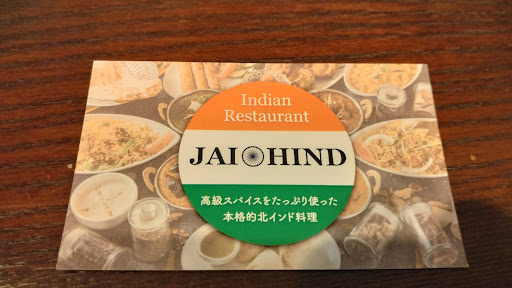 Indian
Restaurant
JAI HIND
高級スパイスをたっぷり使った
本格的北インド料理